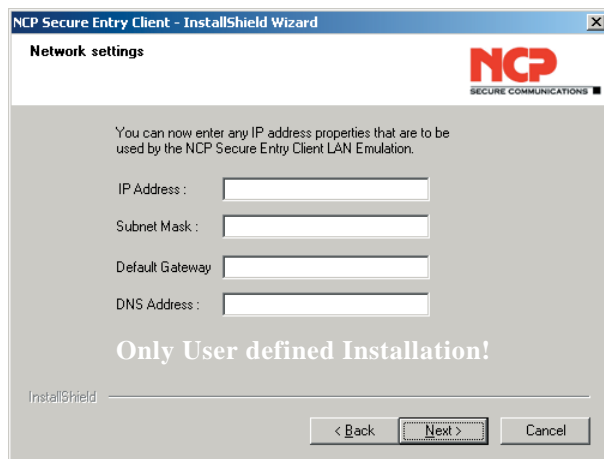 NCP Secure Entry Client - InstallShield Wizard
Network settings
NCP
SECURE COMMUNICATIONS
You can now enter any IP address properties that are to be
used by the NCP Secure Entry Client LAN Emulation.
IP Address :
Subnet Mask :
Default Gateway
DNS Address :
Only User defined Installation!
InstallShield
< Back
Next >
Cancel